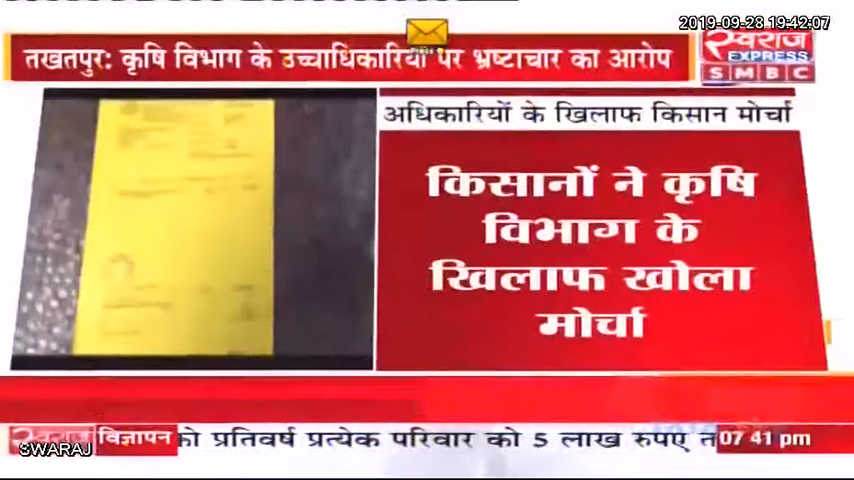 2019-09-28 19:42:07
तखतपुर: कृषि विभाग के उच्चाधिकारियों पर भ्रष्टाचार का आरोप
स्वराज
EXPRESS
SMBC
अधिकारियों के खिलाफ किसान मोर्चा
किसानों ने कृषि
विभाग के
खिलाफ खोला
मोर्चा
स्वराज विज्ञापन को प्रतिवर्ष प्रत्येक परिवार को 5 लाख रुपए 07 41 pm
SWARAJ